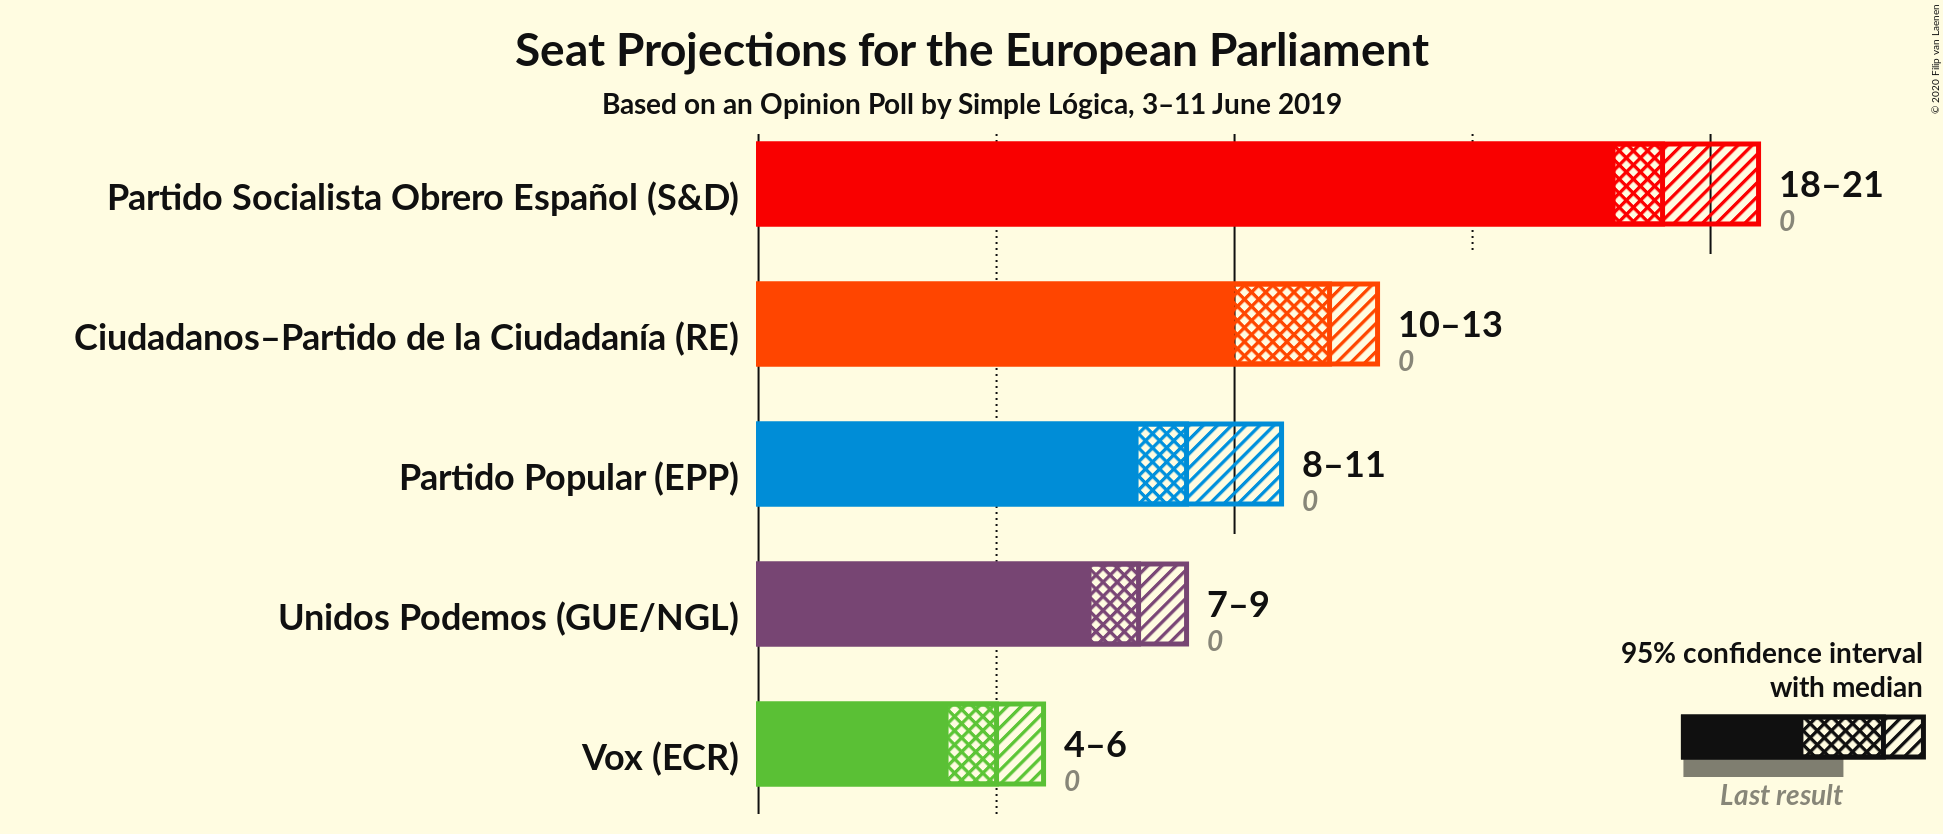 Seat Projections for the European Parliament
Based on an Opinion Poll by Simple Lógica, 3–11 June 2019
© 2020 Filip van Laenen
Partido Socialista Obrero Español (S&D)
18–21
0
Ciudadanos–Partido de la Ciudadanía (RE)
10–13
0
Partido Popular (EPP)
8–11
0
Unidos Podemos (GUE/NGL)
7–9
0
Vox (ECR)
4–6
0
95% confidence interval
with median
Last result